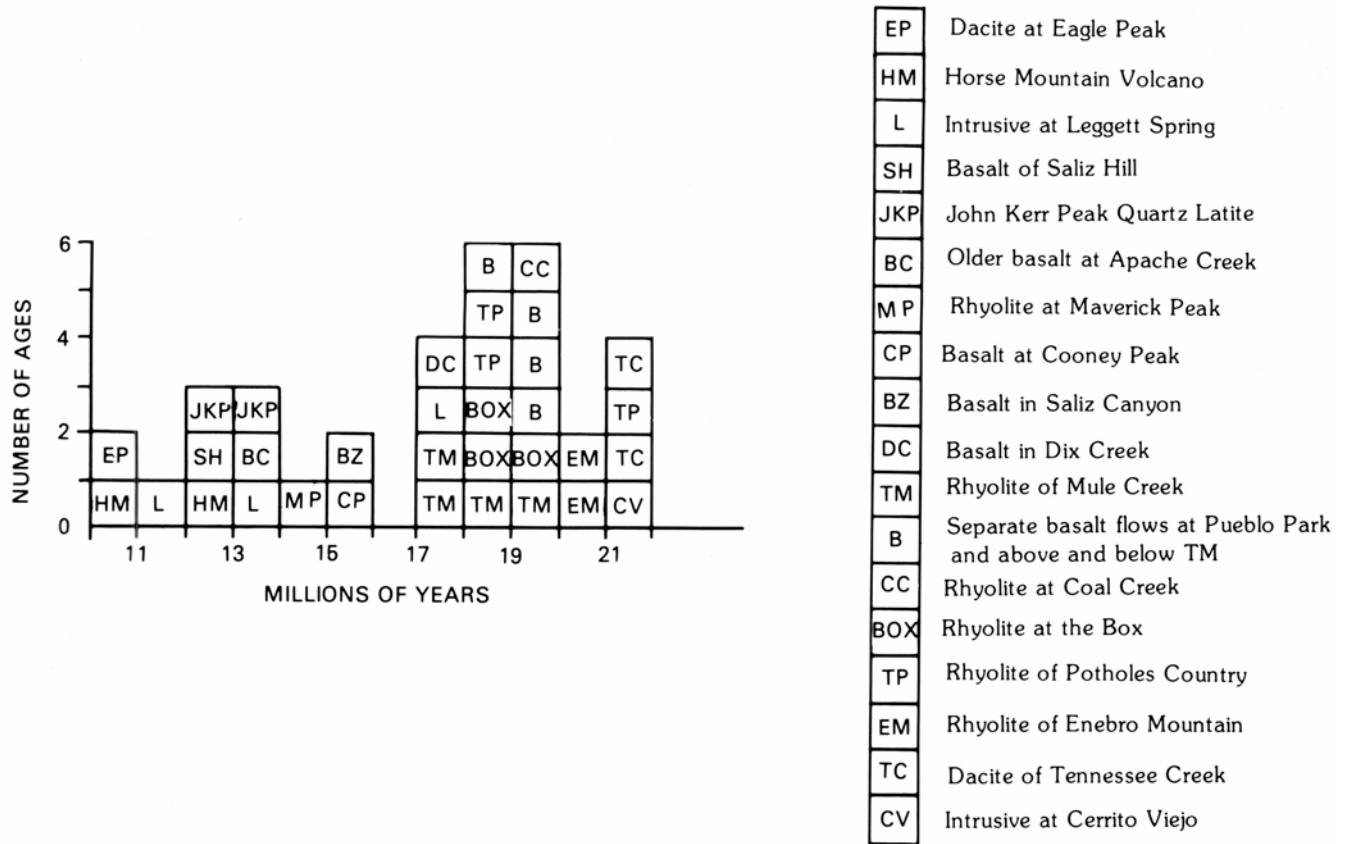 NUMBER OF AGES
6
4
2
0
B CC
TP B
DC TP B TC
JKP JKP L BOX B TP
EP SH BC BZ TM BOX BOX EM TC
HM L HM L MP CP TM TM TM EM CV
11 13 15 17 19 21
MILLIONS OF YEARS
EP Dacite at Eagle Peak
HM Horse Mountain Volcano
L Intrusive at Leggett Spring
SH Basalt of Saliz Hill
JKP John Kerr Peak Quartz Latite
BC Older basalt at Apache Creek
MP Rhyolite at Maverick Peak
CP Basalt at Cooney Peak
BZ Basalt in Saliz Canyon
DC Basalt in Dix Creek
TM Rhyolite of Mule Creek
B Separate basalt flows at Pueblo Park
and above and below TM
CC Rhyolite at Coal Creek
BOX Rhyolite at the Box
TP Rhyolite of Potholes Country
EM Rhyolite of Enebro Mountain
TC Dacite of Tennessee Creek
CV Intrusive at Cerrito Viejo